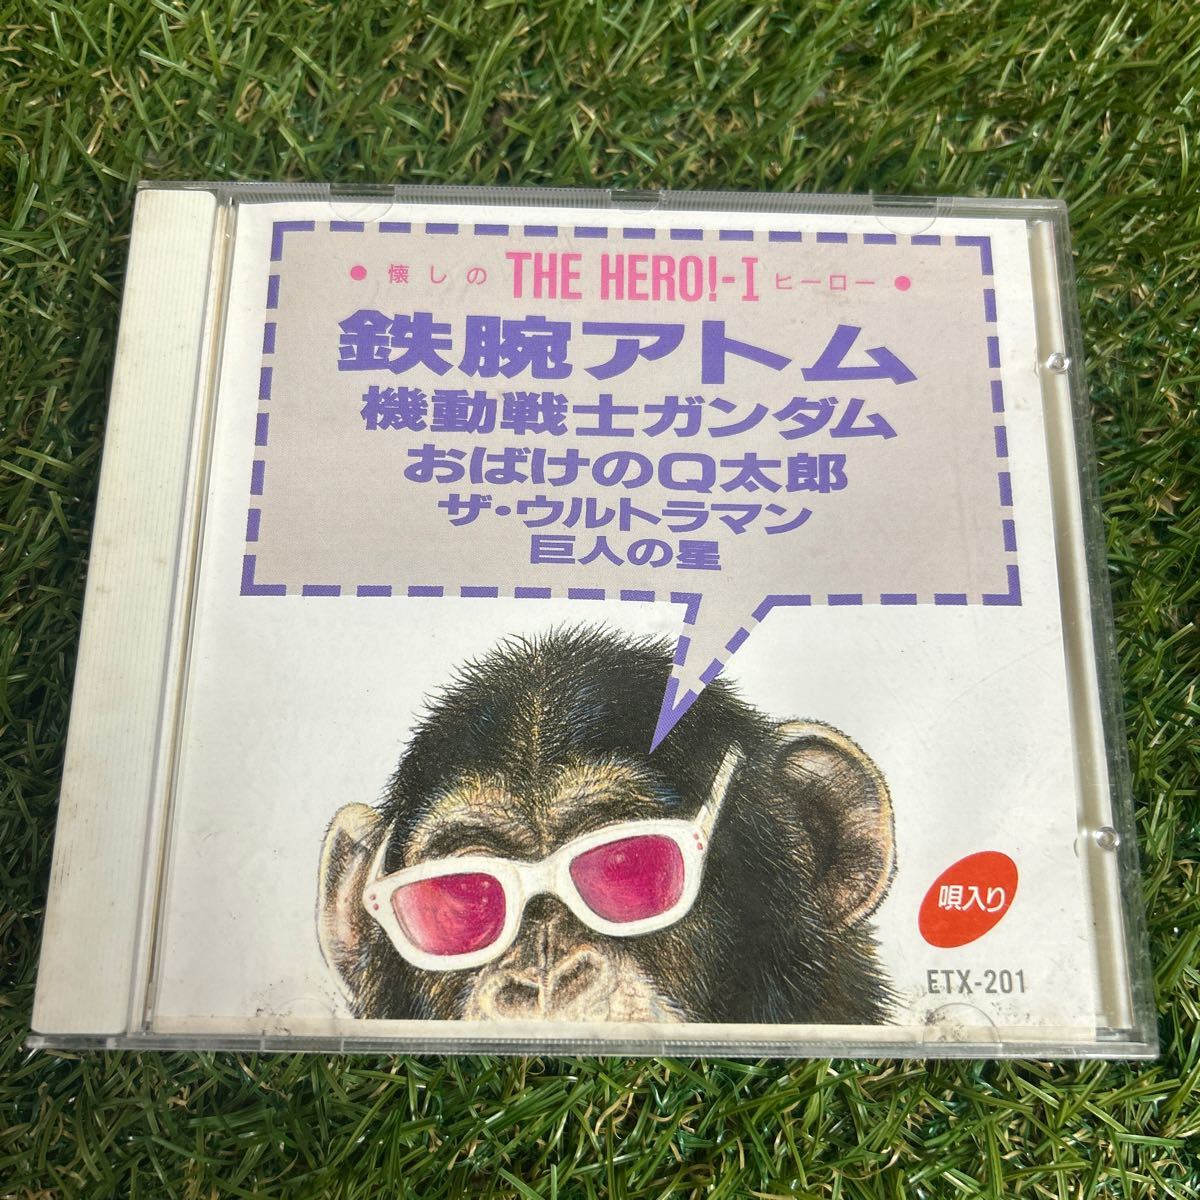 ● 懐しの THE HERO!-I ヒーロー ●
鉄腕アトム
機動戦士ガンダム
おばけのQ太郎
ザ・ウルトラマン
巨人の星
唄入り
ETX-201